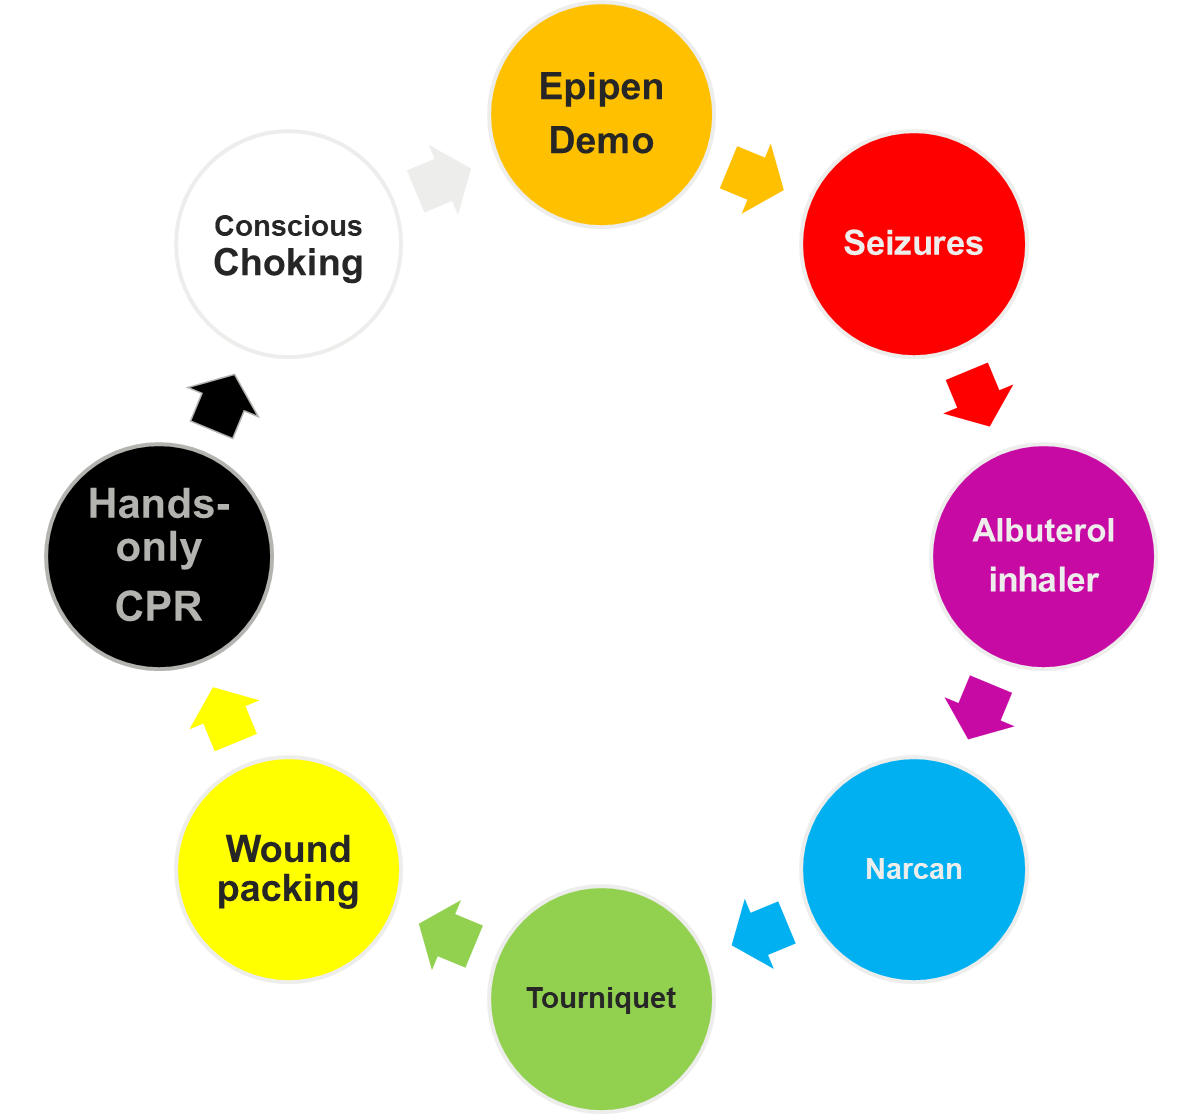 Epipen
Demo
Seizures
Albuterol
inhaler
Narcan
Tourniquet
Wound
packing
Hands-
only
CPR
Conscious
Choking